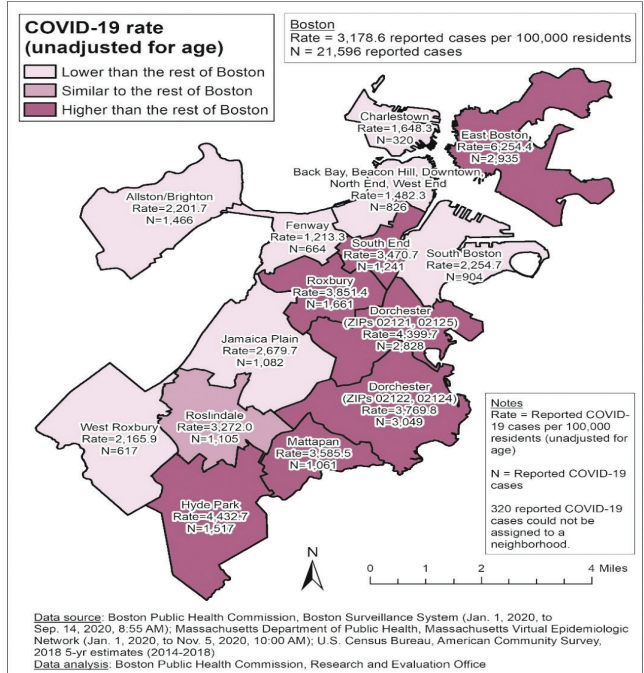 COVID-19 rate
(unadjusted for age)
Lower than the rest of Boston
Similar to the rest of Boston
Higher than the rest of Boston
Boston
Rate = 3,178.6 reported cases per 100,000 residents
N = 21,596 reported cases
Charlestown
Rate=1,648.3
N=320
East Boston
Rate=6,254.4
N=2,935
Back Bay, Beacon Hill, Downtown,
North End, West End
Rate=1,482.3
N=826
Allston/Brighton
Rate=2,201.7
N=1,466
Fenway
Rate=1,213.3
N=664
South End
Rate=3,470.7
N=1,241
South Boston
Rate=2,254.7
N=904
Roxbury
Rate=3,851.4
N=1,661
Dorchester
(ZIPs 02121, 02125)
Rate=4,399.7
N=2,828
Jamaica Plain
Rate=2,679.7
N=1,082
Dorchester
(ZIPs 02122, 02124)
Rate=3,769.8
N=3,049
West Roxbury
Rate=2,165.9
N=617
Roslindale
Rate=3,272.0
N=1,105
Mattapan
Rate=3,585.5
N=1,061
Hyde Park
Rate=4,432.7
N=1,517
Notes
Rate = Reported COVID-
19 cases per 100,000
residents (unadjusted for
age)
N = Reported COVID-19
cases
320 reported COVID-19
cases could not be
assigned to a
neighborhood.
N
0 1 2 4 Miles
Data source: Boston Public Health Commission, Boston Surveillance System (Jan. 1, 2020, to
Sep. 14, 2020, 8:55 AM); Massachusetts Department of Public Health, Massachusetts Virtual Epidemiologic
Network (Jan. 1, 2020, to Nov. 5, 2020, 10:00 AM); U.S. Census Bureau, American Community Survey,
2018 5-yr estimates (2014-2018)
Data analysis: Boston Public Health Commission, Research and Evaluation Office